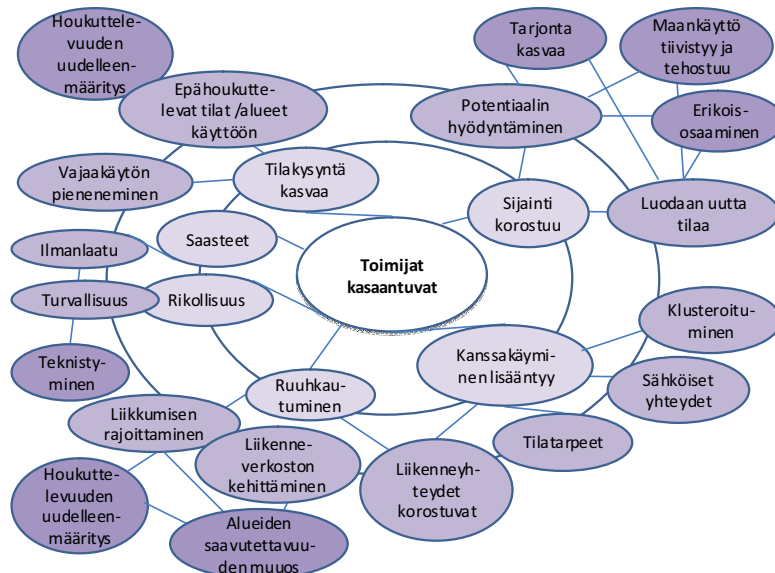 Houkutte-
levuuden
uudelleen-
määritys
Tarjonta
kasvaa
Maankäyttö
tiivistyy ja
tehostuu
Epähoukutte-
levat tilat /alueet
käyttöön
Potentiaalin
hyödyntäminen
Erikois-
osaaminen
Vajaakäytön
pieneneminen
Tilakysyntä
kasvaa
Sijainti
korostuu
Luodaan uutta
tilaa
Ilmanlaatu
Saasteet
Toimijat
kasaantuvat
Turvallisuus
Rikollisuus
Klusteroitu-
minen
Teknisty-
minen
Kanssakäymi-
nen lisääntyy
Sähköiset
yhteydet
Ruuhkau-
tuminen
Liikkumisen
rajoittaminen
Tilatarpeet
Liikenne-
verkoston
kehittäminen
Liikenneyh-
teydet
korostuvat
Houkutte-
levuuden
uudelleen-
määritys
Alueiden
saavutettavuu-
den muuos